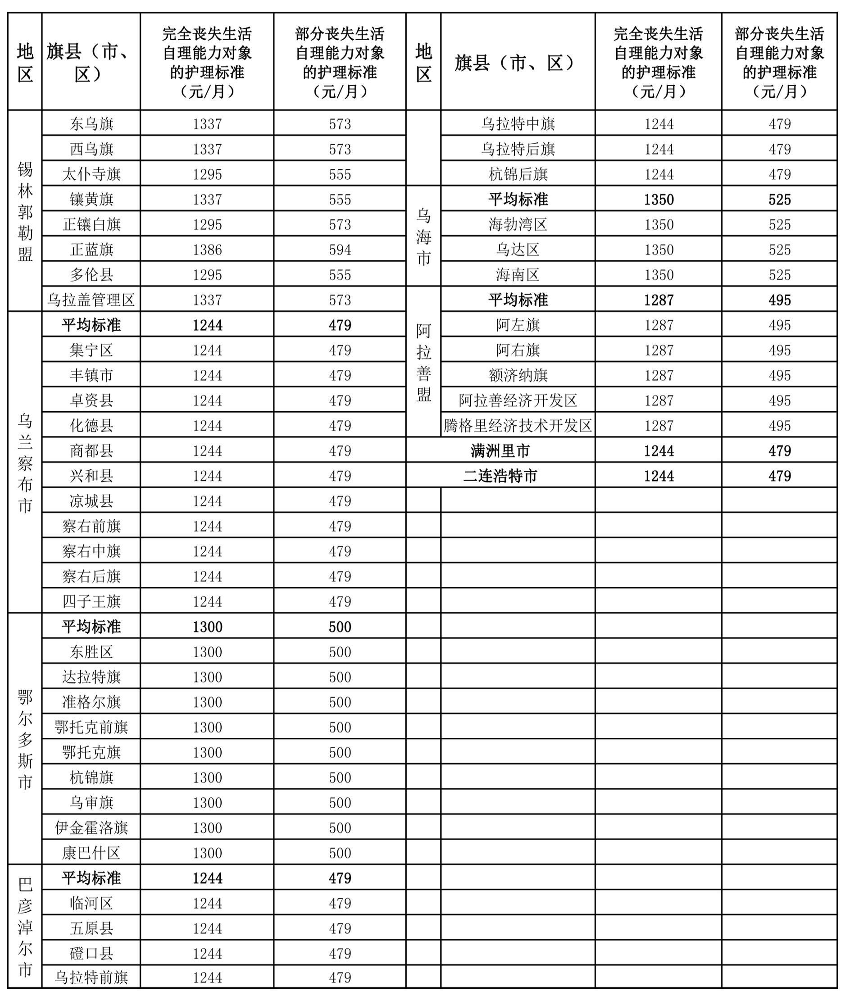 地区 旗县（市、区） 完全丧失生活自理能力对象的护理标准（元/月） 部分丧失生活自理能力对象的护理标准（元/月） 地区 旗县（市、区） 完全丧失生活自理能力对象的护理标准（元/月） 部分丧失生活自理能力对象的护理标准（元/月）
锡林郭勒盟 东乌旗 1337 573 乌拉特中旗 1244 479
西乌旗 1337 573 乌拉特后旗 1244 479
太仆寺旗 1295 555 杭锦后旗 1244 479
镶黄旗 1337 555 乌海市 平均标准 1350 525
正镶白旗 1295 573 海勃湾区 1350 525
正蓝旗 1386 594 乌达区 1350 525
多伦县 1295 555 海南区 1350 525
乌拉盖管理区 1337 573 阿拉善盟 平均标准 1287 495
乌兰察布市 平均标准 1244 479 阿左旗 1287 495
集宁区 1244 479 阿右旗 1287 495
丰镇市 1244 479 额济纳旗 1287 495
卓资县 1244 479 阿拉善经济开发区 1287 495
化德县 1244 479 腾格里经济技术开发区 1287 495
商都县 1244 479 满洲里市 1244 479
兴和县 1244 479 二连浩特市 1244 479
凉城县 1244 479
察右前旗 1244 479
察右中旗 1244 479
察右后旗 1244 479
四子王旗 1244 479
鄂尔多斯市 平均标准 1300 500
东胜区 1300 500
达拉特旗 1300 500
准格尔旗 1300 500
鄂托克前旗 1300 500
鄂托克旗 1300 500
杭锦旗 1300 500
乌审旗 1300 500
伊金霍洛旗 1300 500
康巴什区 1300 500
巴彦淖尔市 平均标准 1244 479
临河区 1244 479
五原县 1244 479
磴口县 1244 479
乌拉特前旗 1244 479